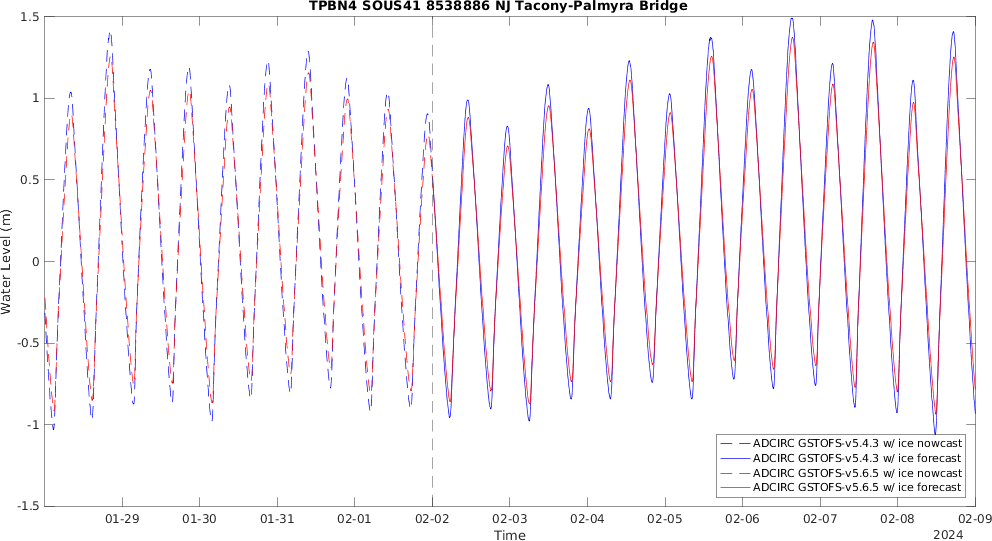 TPBN4 SOUS41 8538886 NJ Tacony-Palmyra Bridge
1.5
1
0.5
0
-0.5
-1
-1.5
Water Level (m)
01-29 01-30 01-31 02-01 02-02 02-03 02-04 02-05 02-06 02-07 02-08 02-09
Time
2024
ADCIRC GSTOFS-v5.4.3 w/ ice nowcast
ADCIRC GSTOFS-v5.4.3 w/ ice forecast
ADCIRC GSTOFS-v5.6.5 w/ ice nowcast
ADCIRC GSTOFS-v5.6.5 w/ ice forecast